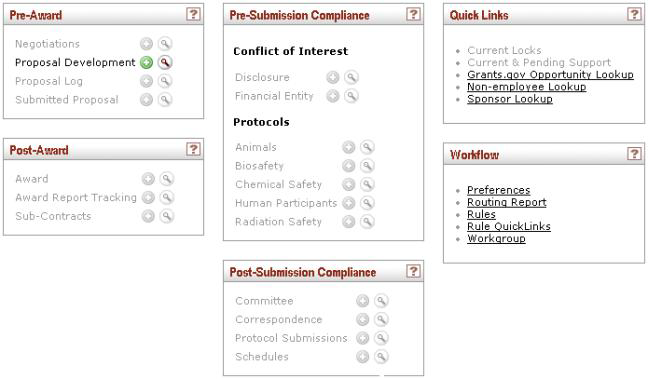 Pre-Award ?
Negotiations
Proposal Development
Proposal Log
Submitted Proposal
Post-Award ?
Award
Award Report Tracking
Sub-Contracts
Pre-Submission Compliance ?
Conflict of Interest
Disclosure
Financial Entity
Protocols
Animals
Biosafety
Chemical Safety
Human Participants
Radiation Safety
Post-Submission Compliance ?
Committee
Correspondence
Protocol Submissions
Schedules
Quick Links ?
Current Locks
Current & Pending Support
Grants.gov Opportunity Lookup
Non-employee Lookup
Sponsor Lookup
Workflow ?
Preferences
Routing Report
Rules
Rule QuickLinks
Workgroup